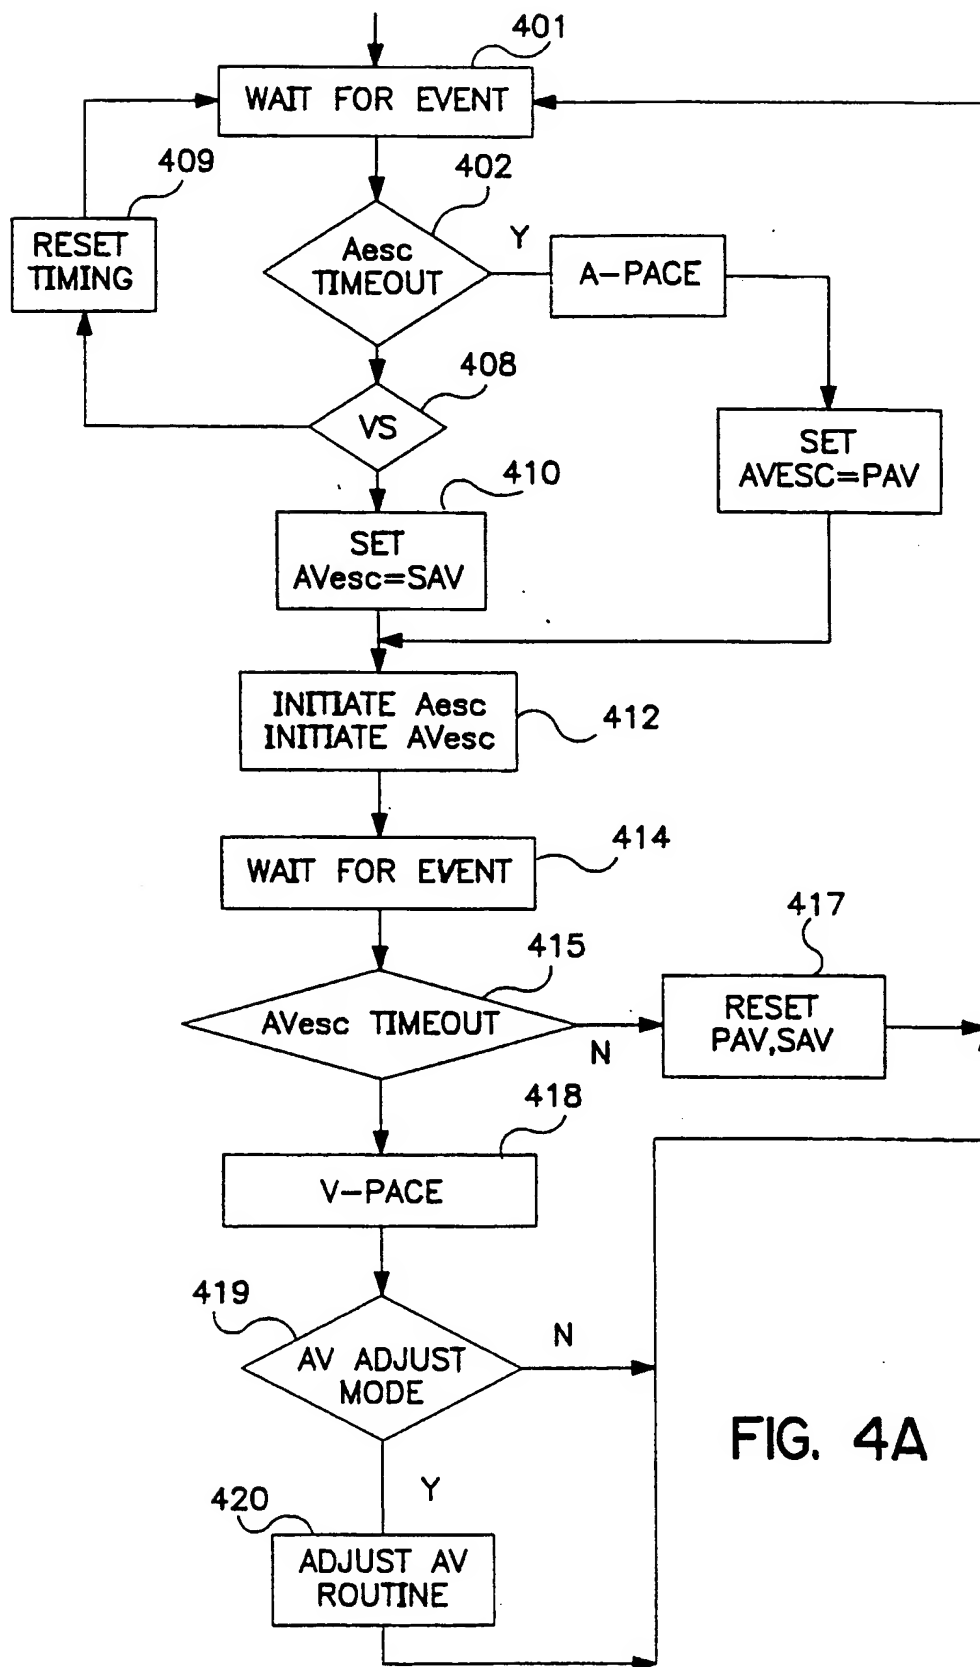 401
WAIT FOR EVENT
409
402
RESET
TIMING
Aesc
TIMEOUT
Y
A-PACE
408
VS
SET
AVESC=PAV
410
SET
AVesc=SAV
INITIATE Aesc
INITIATE AVesc
412
WAIT FOR EVENT
414
417
415
AVesc TIMEOUT
N
RESET
PAV,SAV
418
V-PACE
419
AV ADJUST
MODE
N
Y
FIG. 4A
420
ADJUST AV
ROUTINE